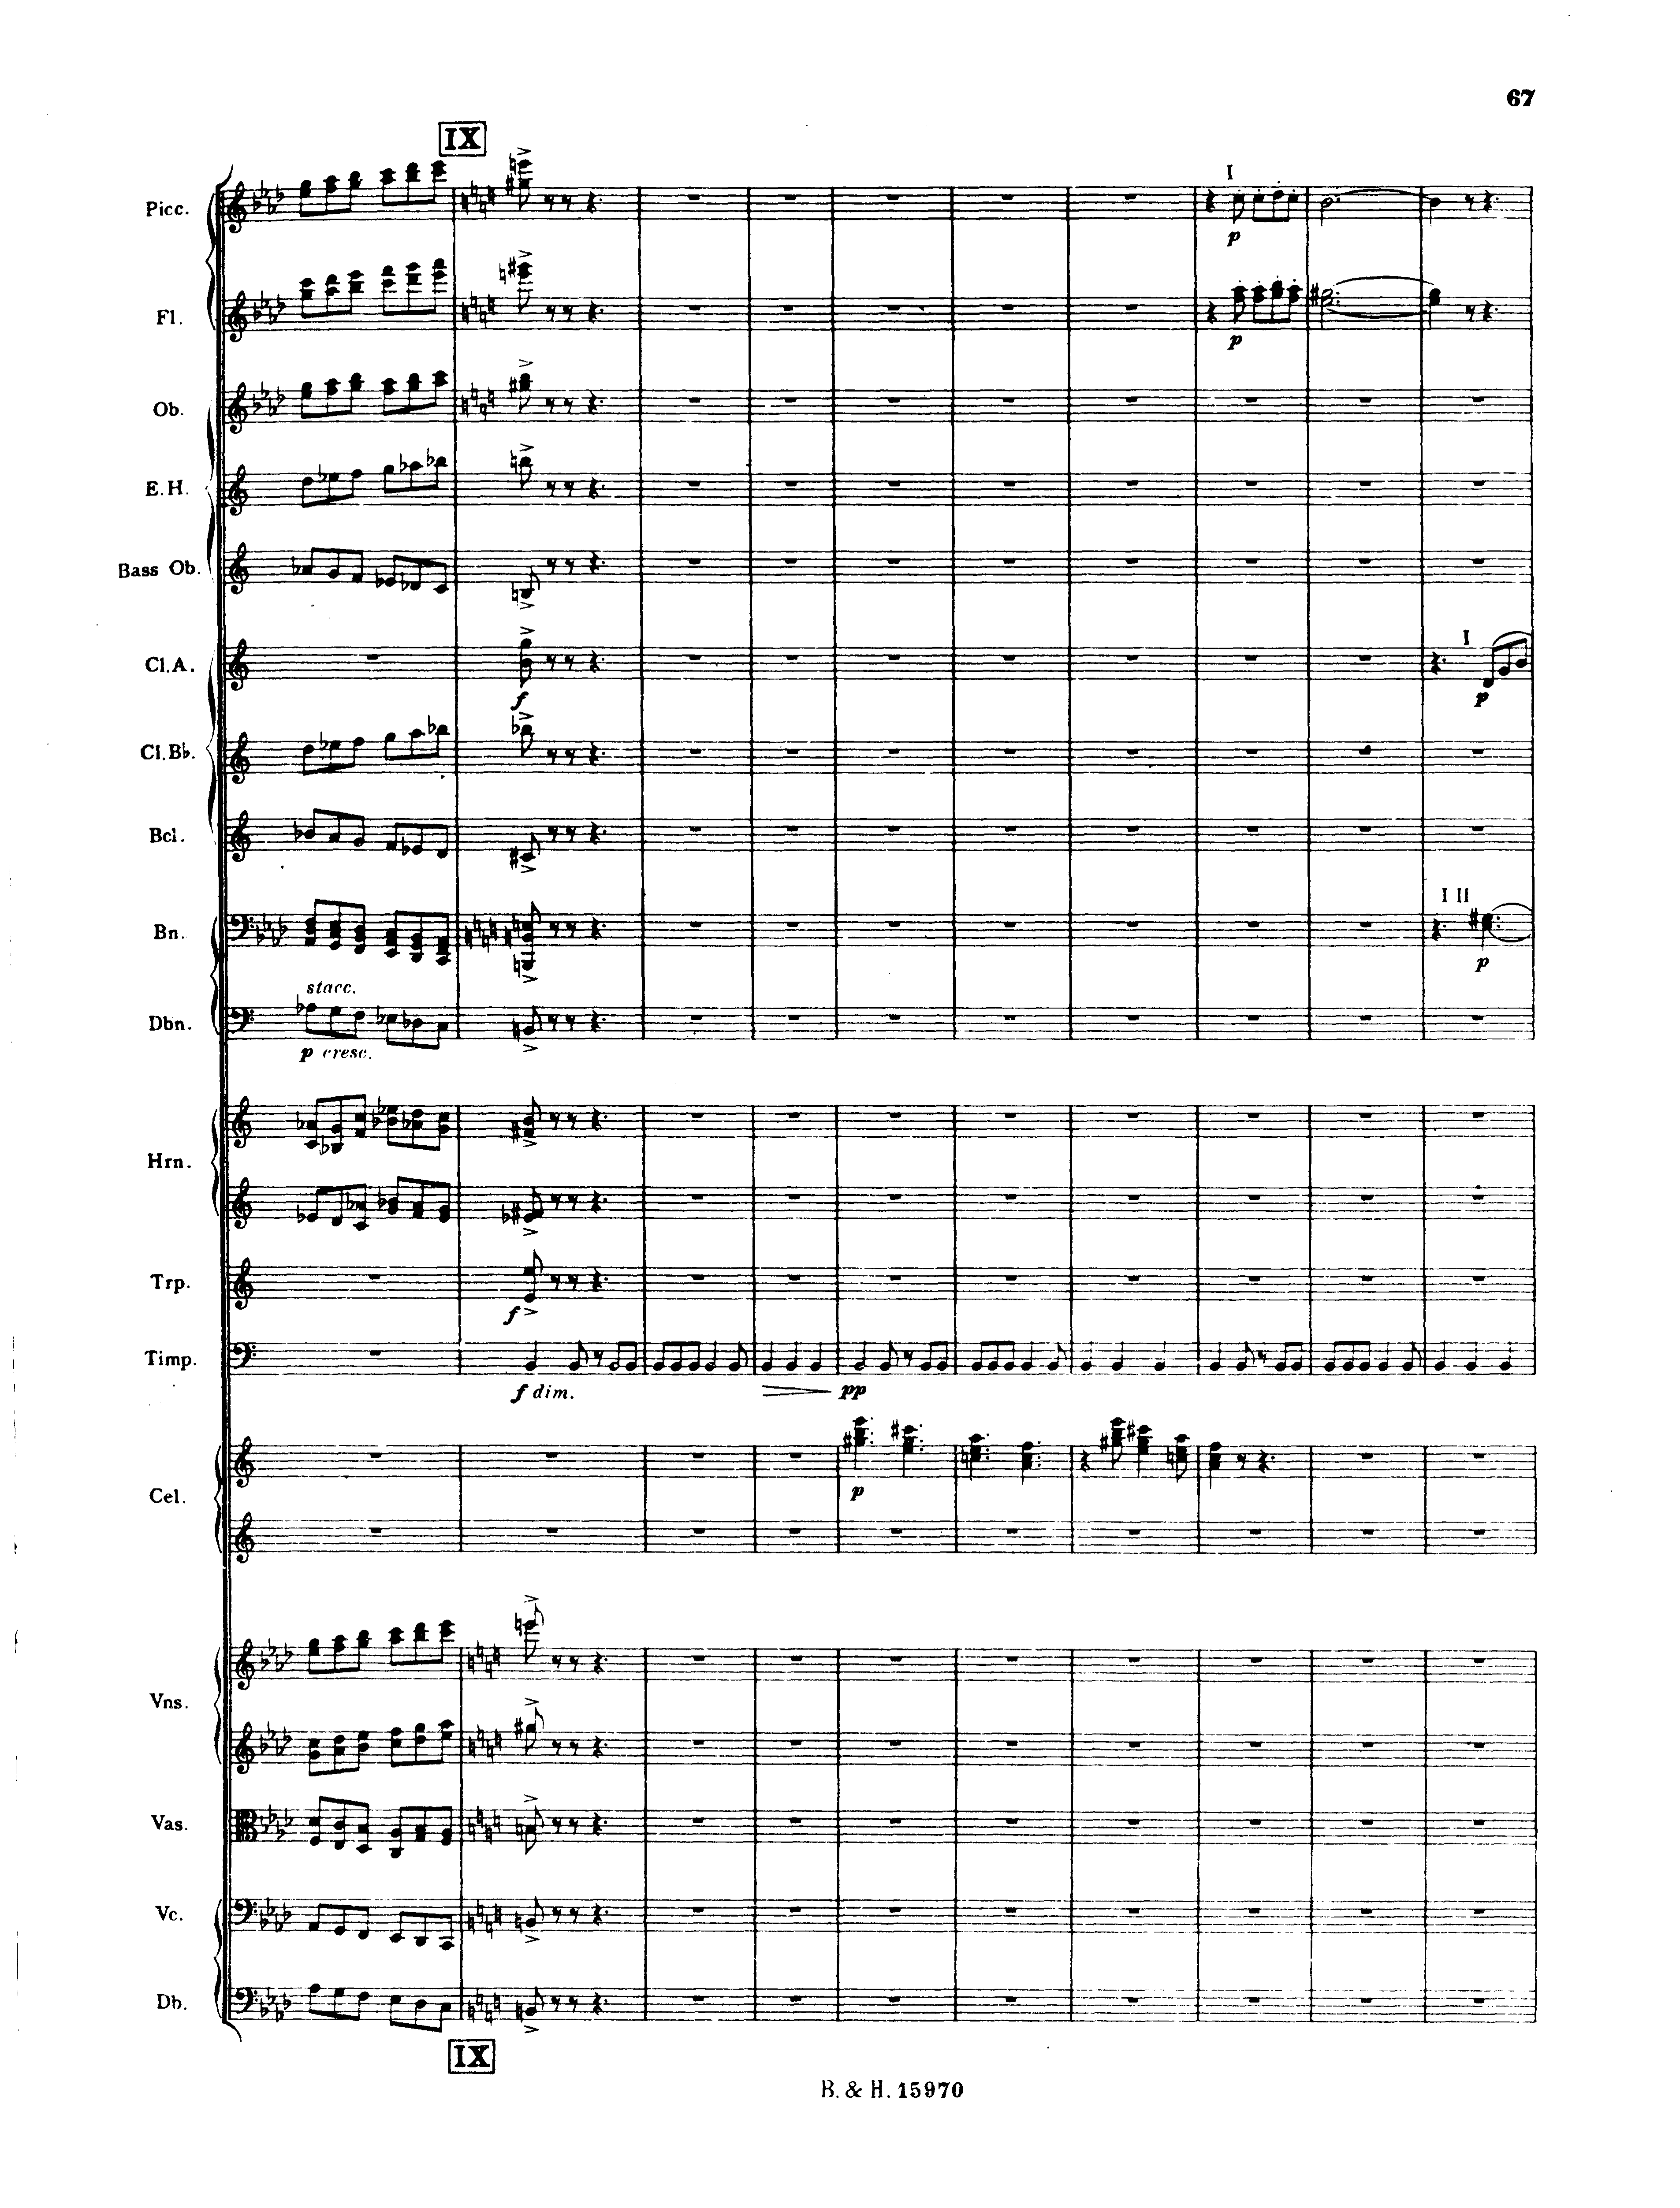 67
IX
Picc.
I
p
Fl.
p
Ob.
E.H.
Bass Ob.
Cl.A.
f
I
p
Cl.Bb.
Bcl.
Bn.
I II
p
stacc.
Dbn.
p cresc.
Hrn.
Trp.
f
Timp.
f dim.
pp
Cel.
p
Vns.
Vas.
Vc.
Db.
IX
B. & H. 15970